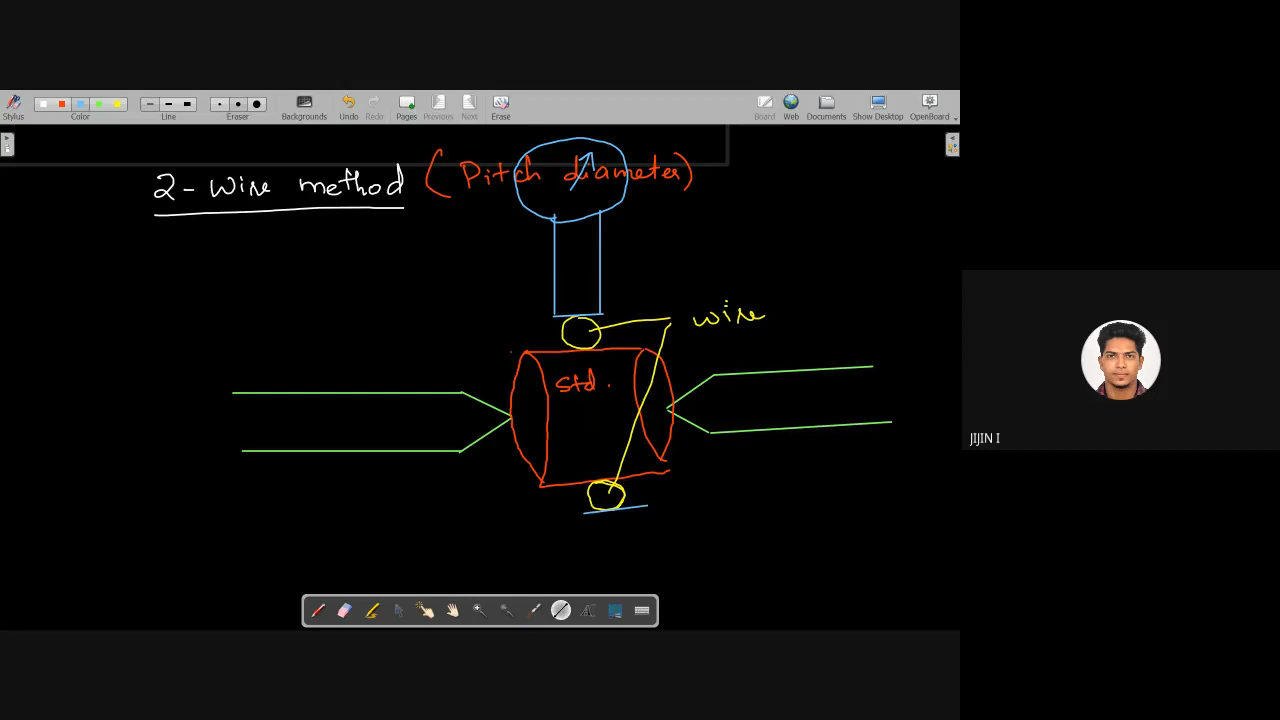 Stylus Color Line Eraser Backgrounds Undo Redo Pages Previous Next Erase Board Web Documents Show Desktop OpenBoard
2-wire method (Pitch diameter)
wire
std.
JIJIN I